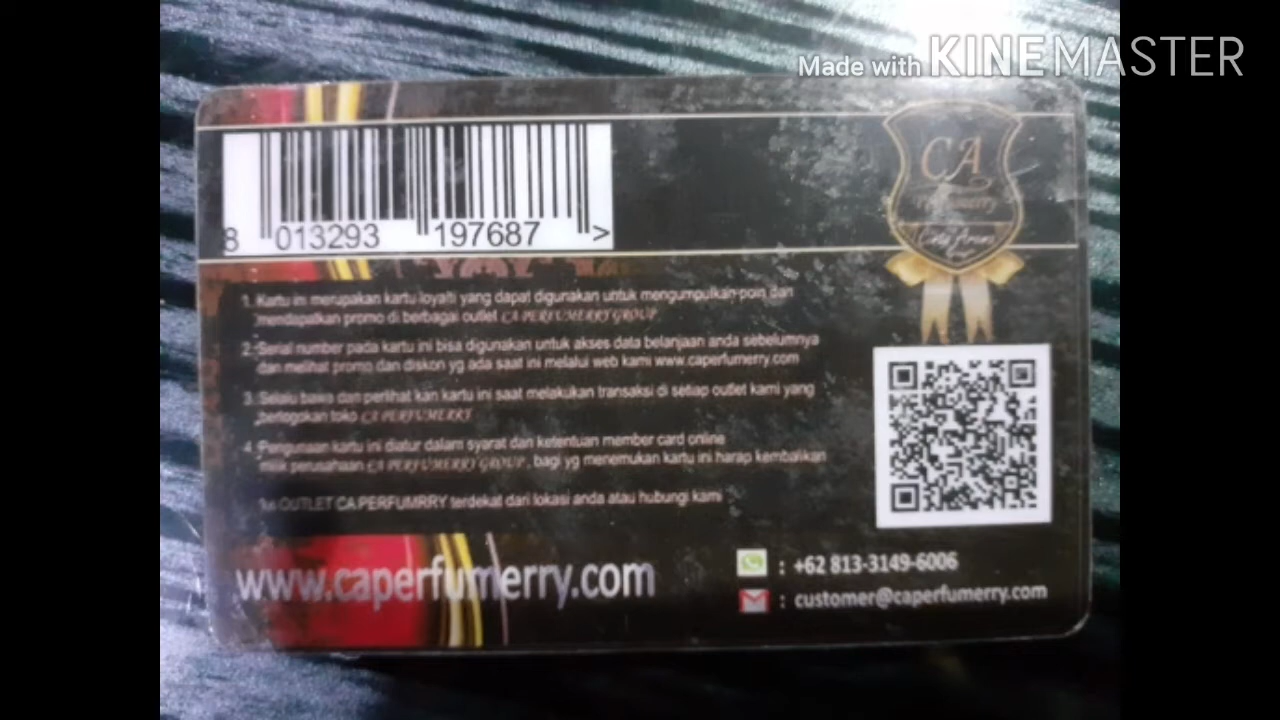 Made with KINEMASTER
8 013293 197687 >
CA
Perfumerry
1. Kartu ini merupakan kartu loyalti yang dapat digunakan untuk mengumpulkan poin dan
mendapatkan promo di berbagai outlet CA PERFUMERRY GROUP
2. Serial number pada kartu ini bisa digunakan untuk akses data belanjaan anda sebelumnya
dan melihat promo dan diskon yg ada saat ini melalui web kami www.caperfumerry.com
3. Selalu bawa dan perlihat kan kartu ini saat melakukan transaksi di setiap outlet kami yang
berlogokan toko CA PERFUMERRY
4. Pengunaan kartu ini diatur dalam syarat dan ketentuan member card online
milik perusahaan CA PERFUMERRY GROUP, bagi yg menemukan kartu ini harap kembalikan
OUTLET CA PERFUMRRY terdekat dari lokasi anda atau hubungi kami
www.caperfumerry.com
: +62 813-3149-6006
: customer@caperfumerry.com